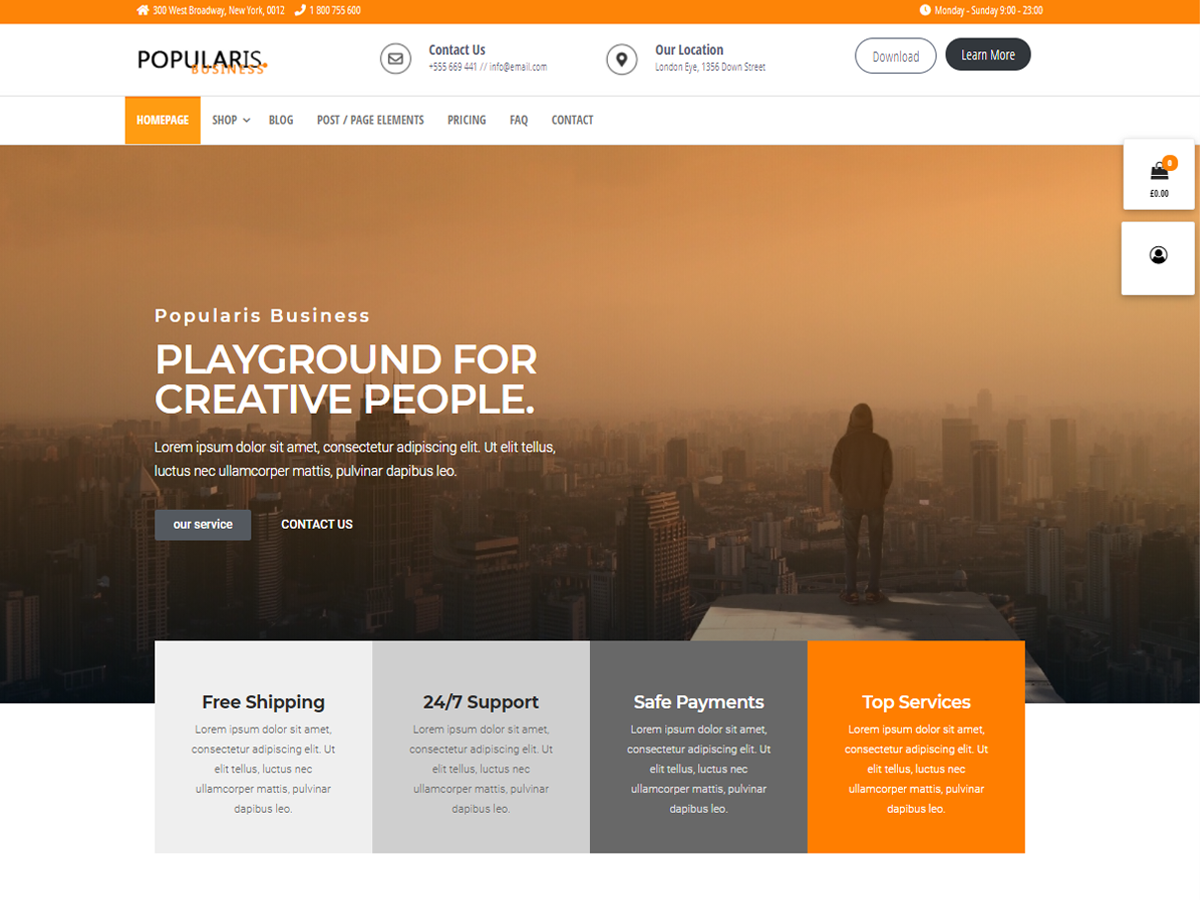 300 West Broadway, New York, 0012 1 800 755 600 Monday - Sunday 9:00 - 23:00
POPULARIS
BUSINESS
Contact Us
+555 669 441 // info@email.com
Our Location
London Eye, 1356 Down Street
Download
Learn More
HOMEPAGE SHOP BLOG POST / PAGE ELEMENTS PRICING FAQ CONTACT
0
£0.00
Popularis Business
PLAYGROUND FOR
CREATIVE PEOPLE.
Lorem ipsum dolor sit amet, consectetur adipiscing elit. Ut elit tellus,
luctus nec ullamcorper mattis, pulvinar dapibus leo.
our service CONTACT US
Free Shipping
Lorem ipsum dolor sit amet,
consectetur adipiscing elit. Ut
elit tellus, luctus nec
ullamcorper mattis, pulvinar
dapibus leo.
24/7 Support
Lorem ipsum dolor sit amet,
consectetur adipiscing elit. Ut
elit tellus, luctus nec
ullamcorper mattis, pulvinar
dapibus leo.
Safe Payments
Lorem ipsum dolor sit amet,
consectetur adipiscing elit. Ut
elit tellus, luctus nec
ullamcorper mattis, pulvinar
dapibus leo.
Top Services
Lorem ipsum dolor sit amet,
consectetur adipiscing elit. Ut
elit tellus, luctus nec
ullamcorper mattis, pulvinar
dapibus leo.